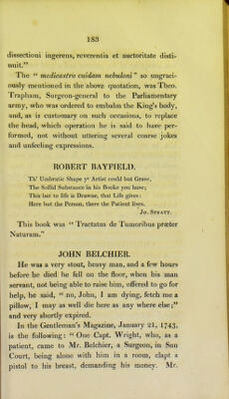 183
dissectioni ingerens, reverentis et auctoritate disti-
nuit."
The " medicastro cuidam nebuloni" so ungraci-
ously mentioned in the above quotation, was Theo.
Trapham, Surgeon-general to the Parliamentary
army, who was ordered to embalm the King's body,
and, as is customary on such occasions, to replace
the head, which operation he is said to have per-
formed, not without uttering several coarse jokes
and unfeeling expressions.
ROBERT BAYFIELD.
Th' Umbratic Shape yᵉ Artist could but Grave,
The Sollid Substance in his Booke you have;
This last to life is Drawne, that Life gives:
Here but the Person, there the Patient lives.
Jo. Strayt.
This book was " Tractatus de Tumoribus præter
Naturam."
JOHN BELCHIER.
He was a very stout, heavy man, and a few hours
before he died he fell on the floor, when his man
servant, not being able to raise him, offered to go for
help, he said, " no, John, I am dying, fetch me a
pillow, I may as well die here as any where else;"
and very shortly expired.
In the Gentleman's Magazine, January 21, 1743,
is the following: " One Capt. Wright, who, as a
patient, came to Mr. Belchier, a Surgeon, in Sun
Court, being alone with him in a room, clapt a
pistol to his breast, demanding his money. Mr.